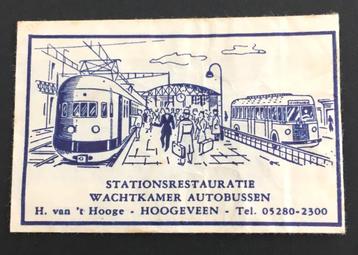 STATIONSRESTAURATIE
WACHTKAMER AUTOBUSSEN
H. van 't Hooge - HOOGEVEEN - Tel. 05280-2300